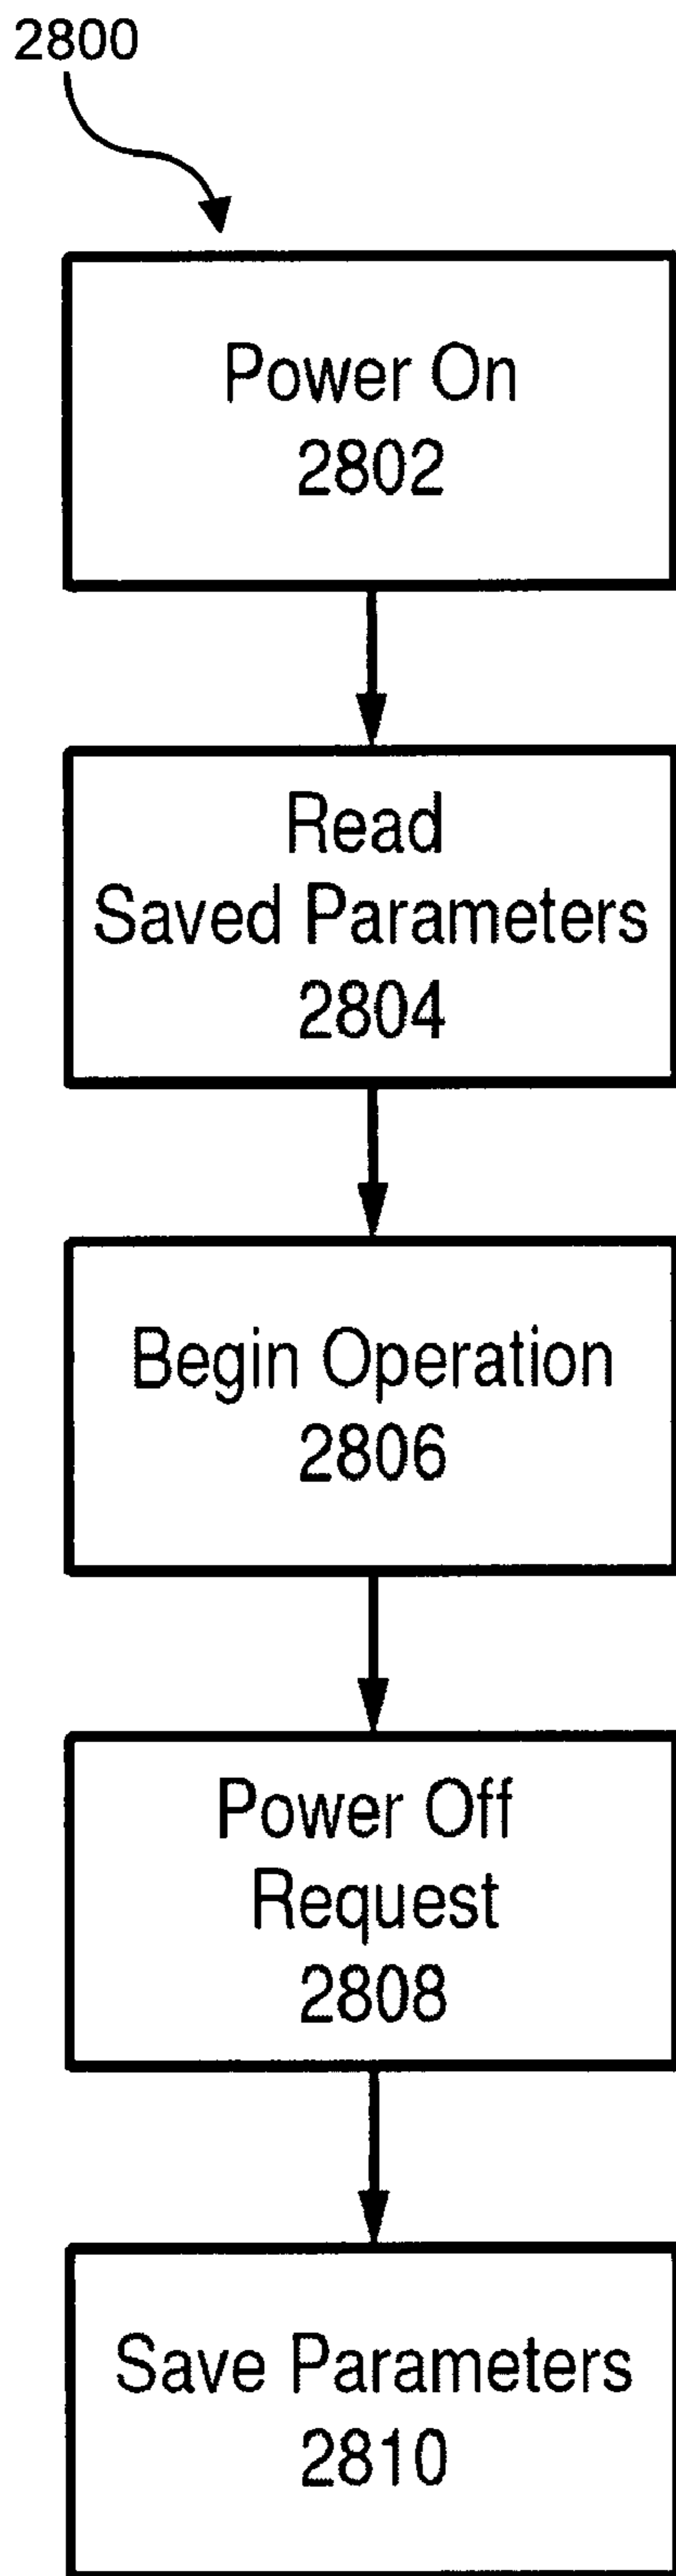 2800
Power On
2802
Read
Saved Parameters
2804
Begin Operation
2806
Power Off
Request
2808
Save Parameters
2810